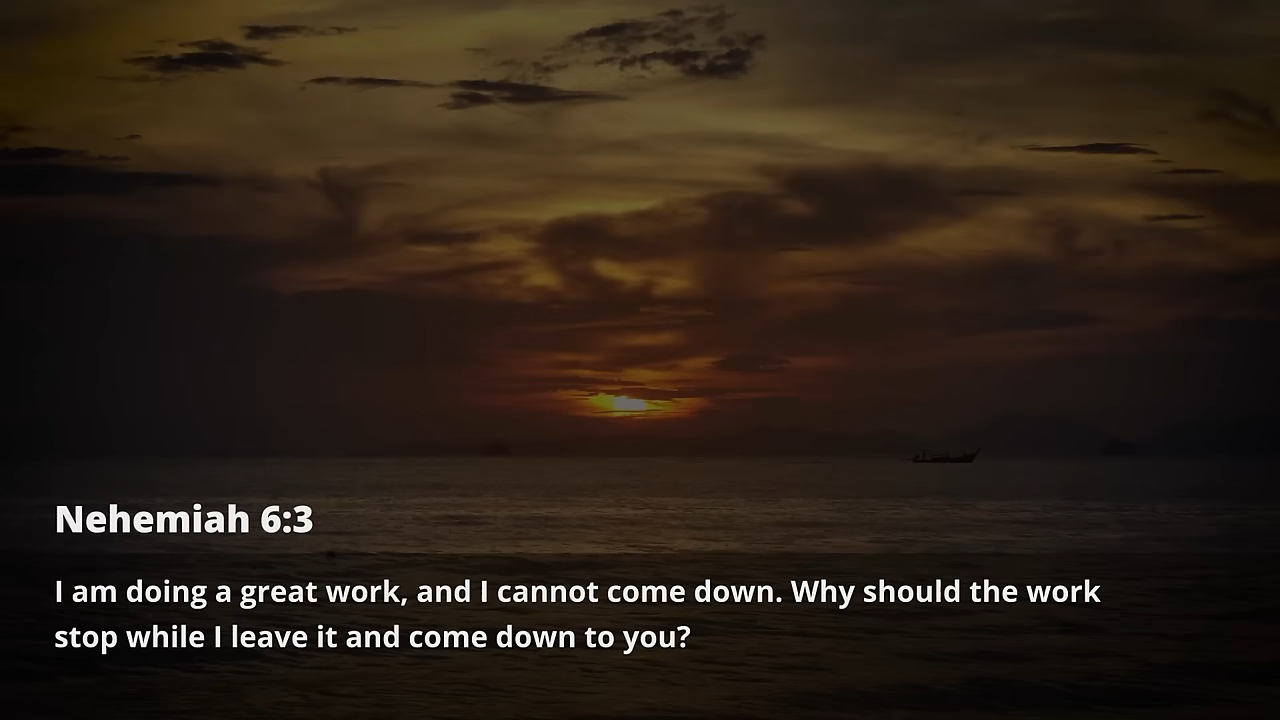 Nehemiah 6:3
I am doing a great work, and I cannot come down. Why should the work
stop while I leave it and come down to you?